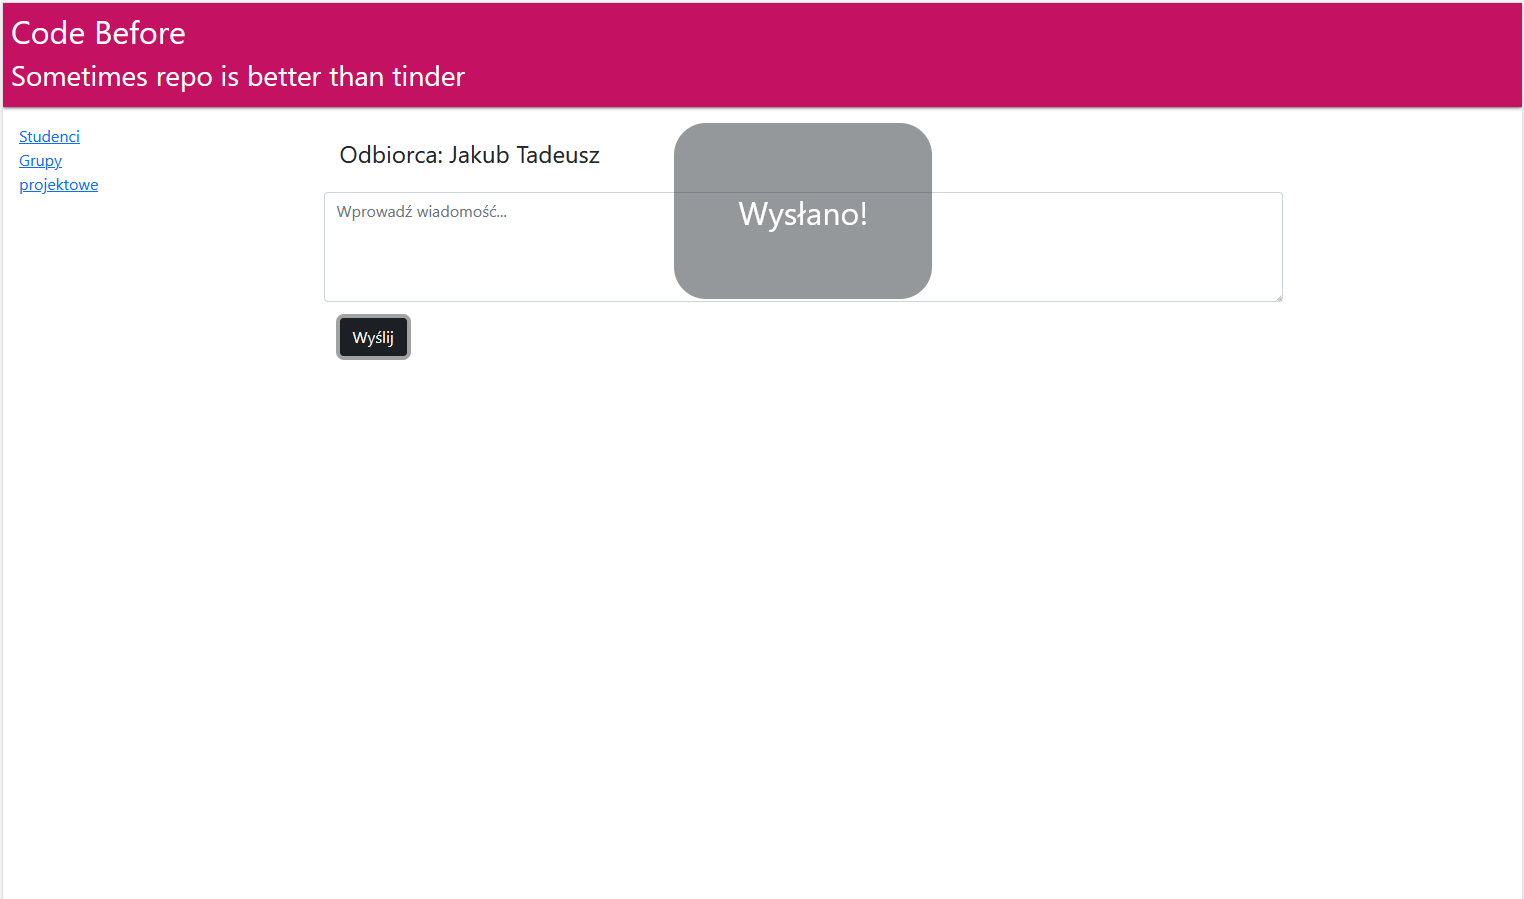 Code Before
Sometimes repo is better than tinder
Studenci
Grupy
projektowe
Odbiorca: Jakub Tadeusz
Wprowadź wiadomość...
Wysłano!
Wyślij